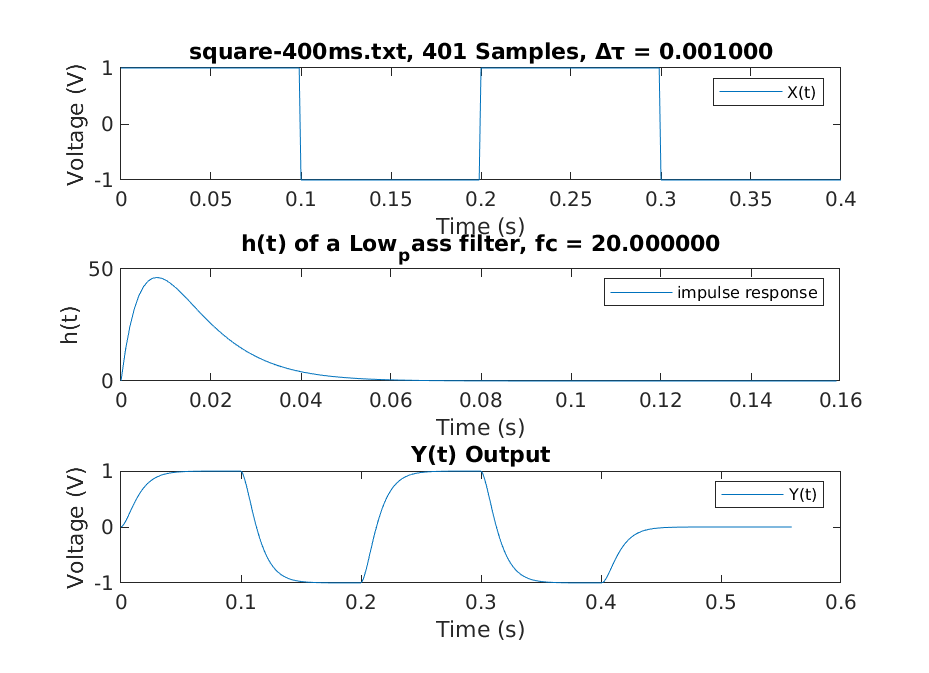 square-400ms.txt, 401 Samples, Δτ = 0.001000
Voltage (V)
1
0
-1
X(t)
0 0.05 0.1 0.15 0.2 0.25 0.3 0.35 0.4
Time (s)
h(t) of a Lowpass filter, fc = 20.000000
h(t)
50
0
impulse response
0 0.02 0.04 0.06 0.08 0.1 0.12 0.14 0.16
Time (s)
Y(t) Output
Voltage (V)
1
0
-1
Y(t)
0 0.1 0.2 0.3 0.4 0.5 0.6
Time (s)